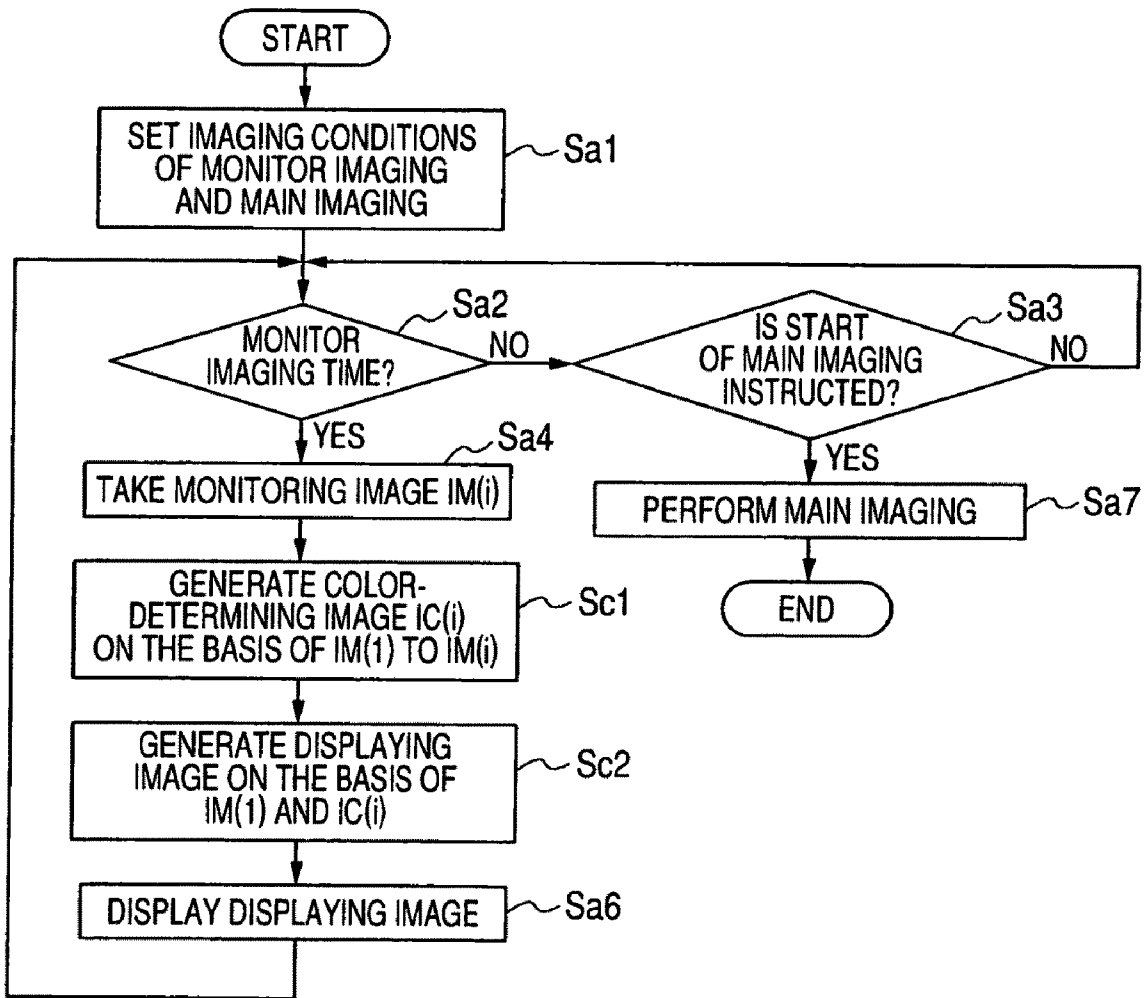 START
SET IMAGING CONDITIONS
OF MONITOR IMAGING
AND MAIN IMAGING
Sa1
Sa2
MONITOR
IMAGING TIME?
NO
YES
Sa3
IS START
OF MAIN IMAGING
INSTRUCTED?
NO
YES
Sa4
TAKE MONITORING IMAGE IM(i)
PERFORM MAIN IMAGING
Sa7
GENERATE COLOR-
DETERMINING IMAGE IC(i)
ON THE BASIS OF IM(1) TO IM(i)
Sc1
END
GENERATE DISPLAYING
IMAGE ON THE BASIS OF
IM(1) AND IC(i)
Sc2
DISPLAY DISPLAYING IMAGE
Sa6